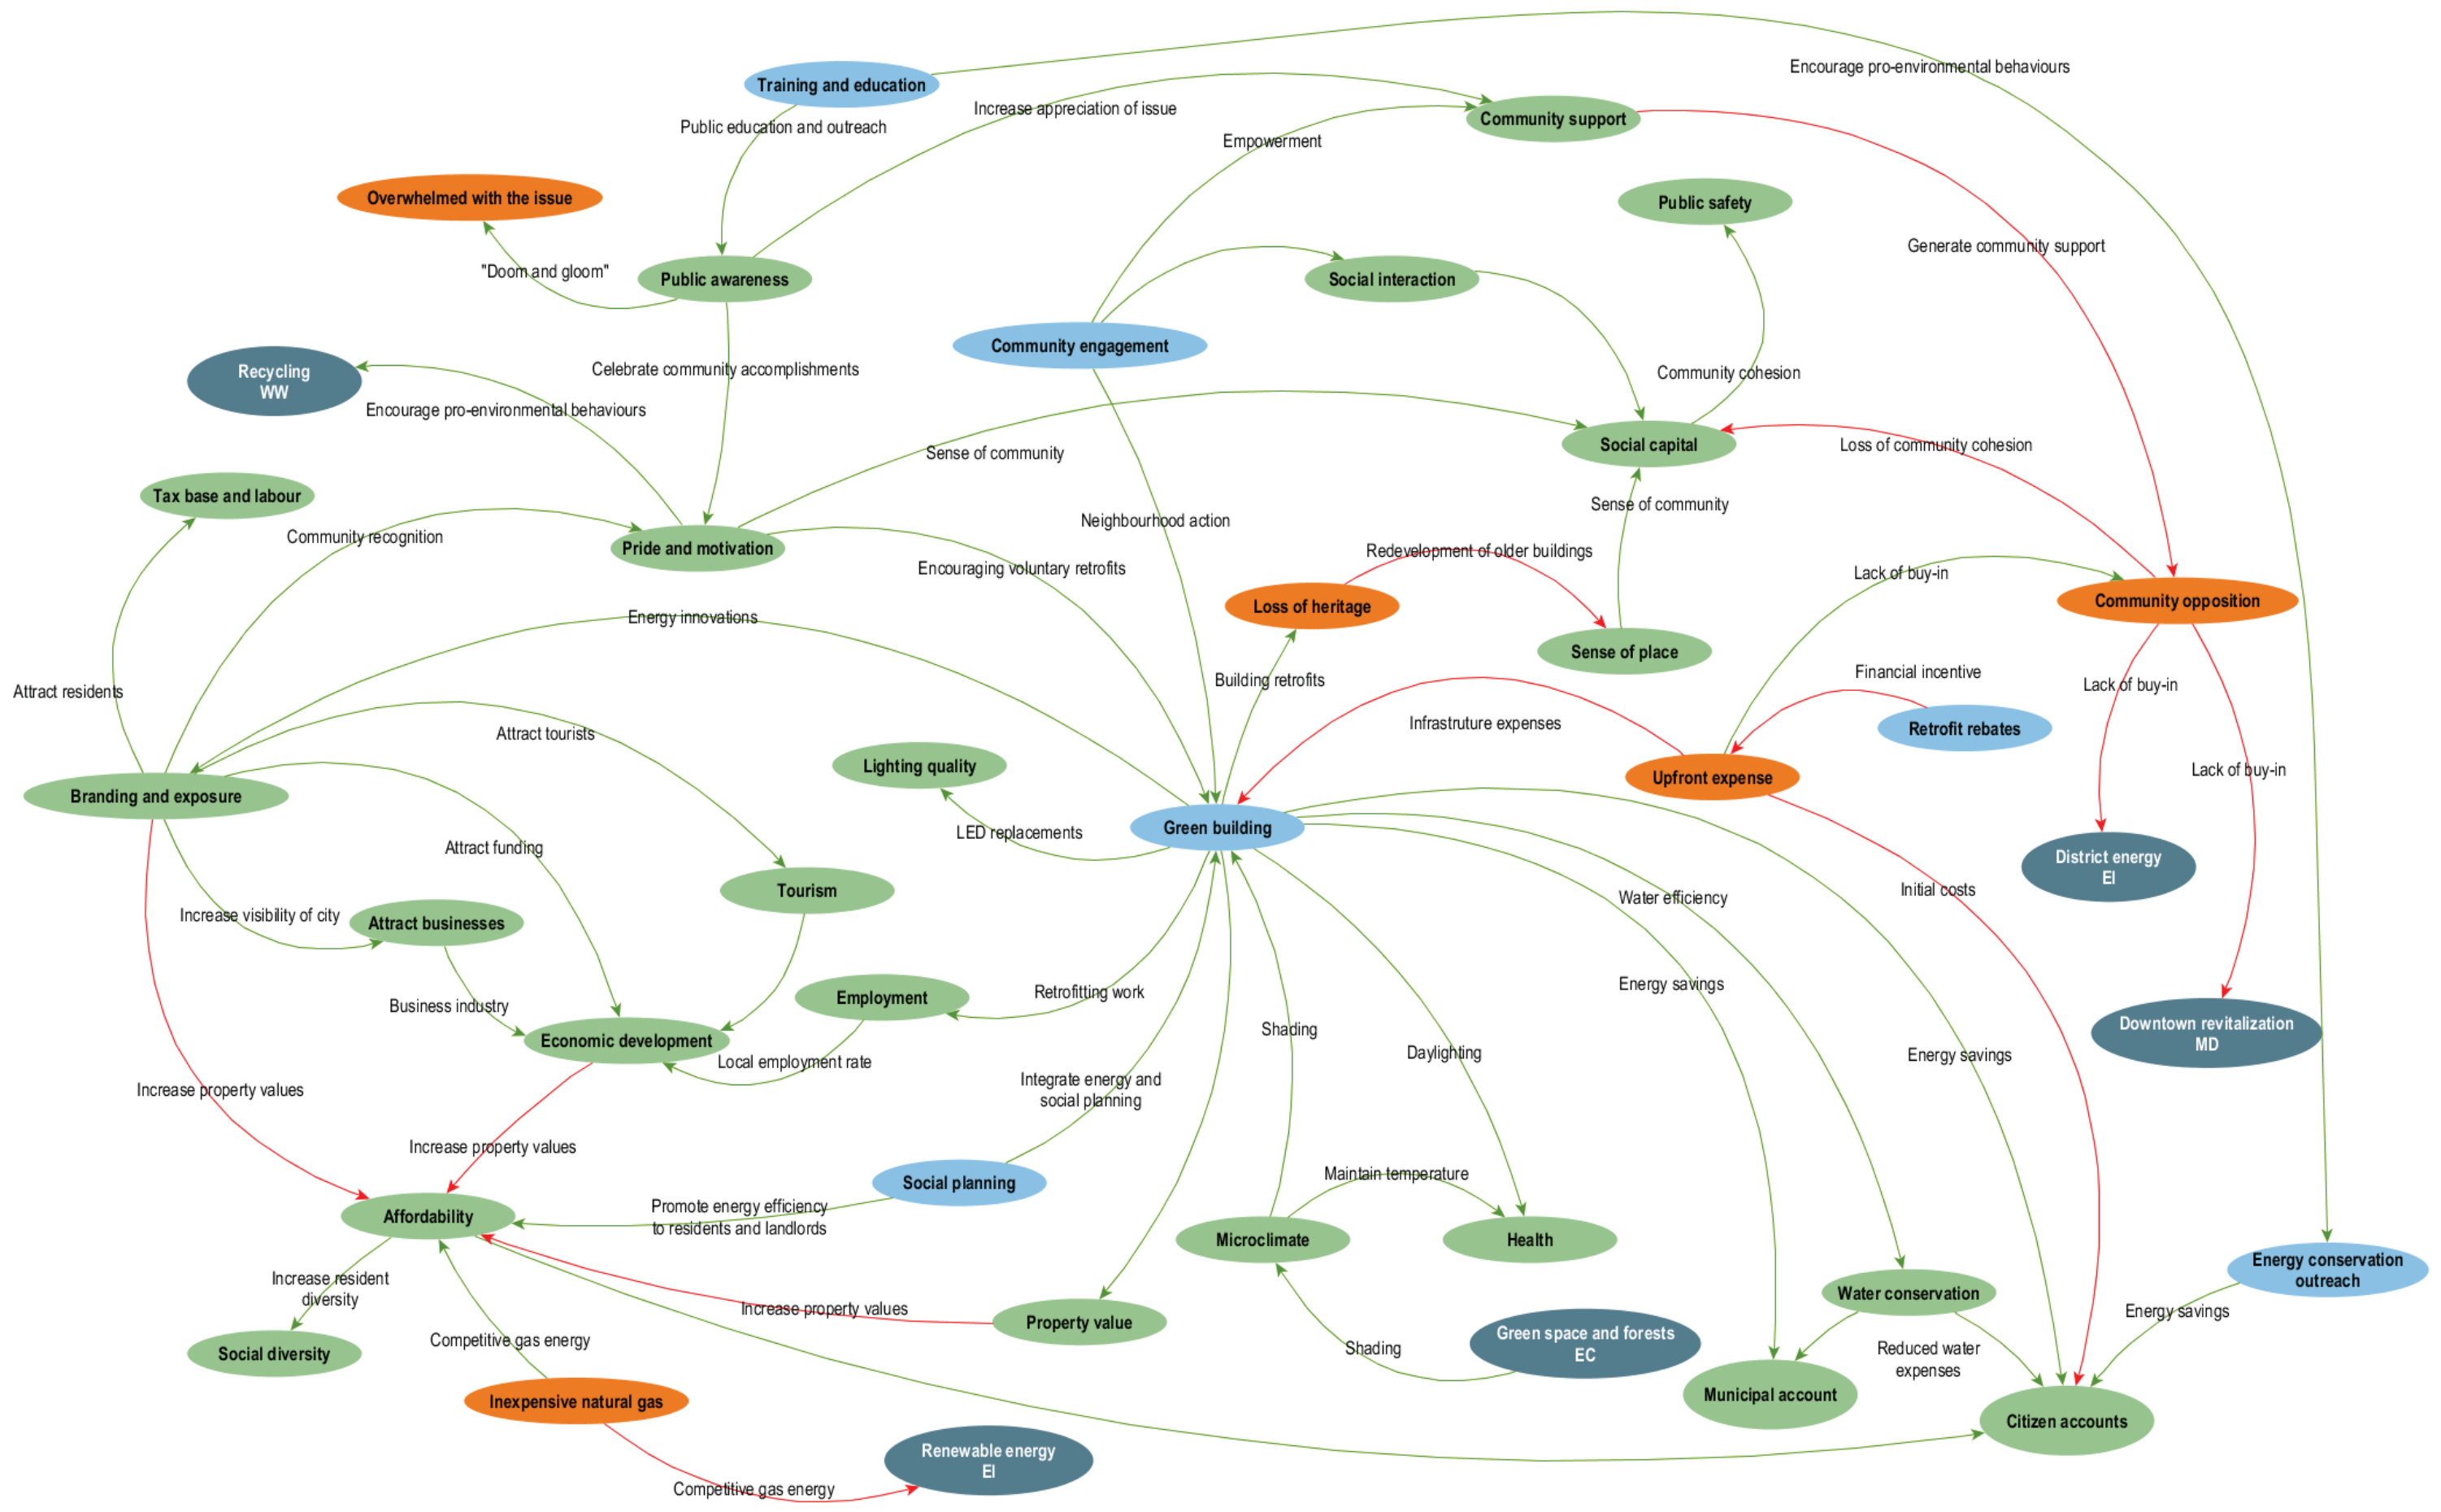 Encourage pro-environmental behaviours
Training and education
Increase appreciation of issue
Community support
Public education and outreach
Empowerment
Overwhelmed with the issue
Public safety
Generate community support
"Doom and gloom"
Public awareness
Social interaction
Community engagement
Recycling
WW
Celebrate community accomplishments
Community cohesion
Encourage pro-environmental behaviours
Sense of community
Social capital
Loss of community cohesion
Tax base and labour
Sense of community
Community recognition
Pride and motivation
Neighbourhood action
Redevelopment of older buildings
Encouraging voluntary retrofits
Lack of buy-in
Loss of heritage
Community opposition
Energy innovations
Sense of place
Attract residents
Building retrofits
Financial incentive
Lack of buy-in
Attract tourists
Infrastruture expenses
Retrofit rebates
Lighting quality
Upfront expense
Lack of buy-in
Branding and exposure
LED replacements
Green building
Attract funding
District energy
EI
Tourism
Water efficiency
Initial costs
Increase visibility of city
Attract businesses
Employment
Retrofitting work
Energy savings
Business industry
Shading
Downtown revitalization
MD
Economic development
Local employment rate
Daylighting
Energy savings
Increase property values
Integrate energy and
social planning
Increase property values
Social planning
Maintain temperature
Affordability
Promote energy efficiency
to residents and landlords
Microclimate
Health
Energy conservation
outreach
Increase resident
diversity
Water conservation
Increase property values
Property value
Energy savings
Social diversity
Competitive gas energy
Shading
Green space and forests
EC
Reduced water
expenses
Inexpensive natural gas
Municipal account
Citizen accounts
Renewable energy
EI
Competitive gas energy